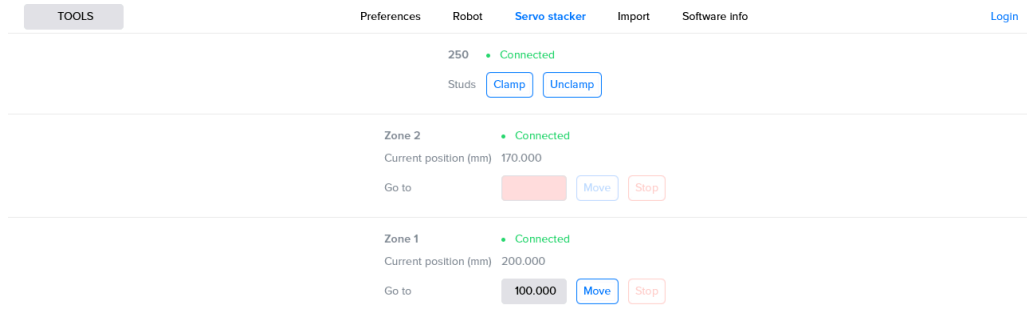 TOOLS Preferences Robot Servo stacker Import Software info Login
250 Connected
Studs Clamp Unclamp
Zone 2 Connected
Current position (mm) 170.000
Go to Move Stop
Zone 1 Connected
Current position (mm) 200.000
Go to 100.000 Move Stop